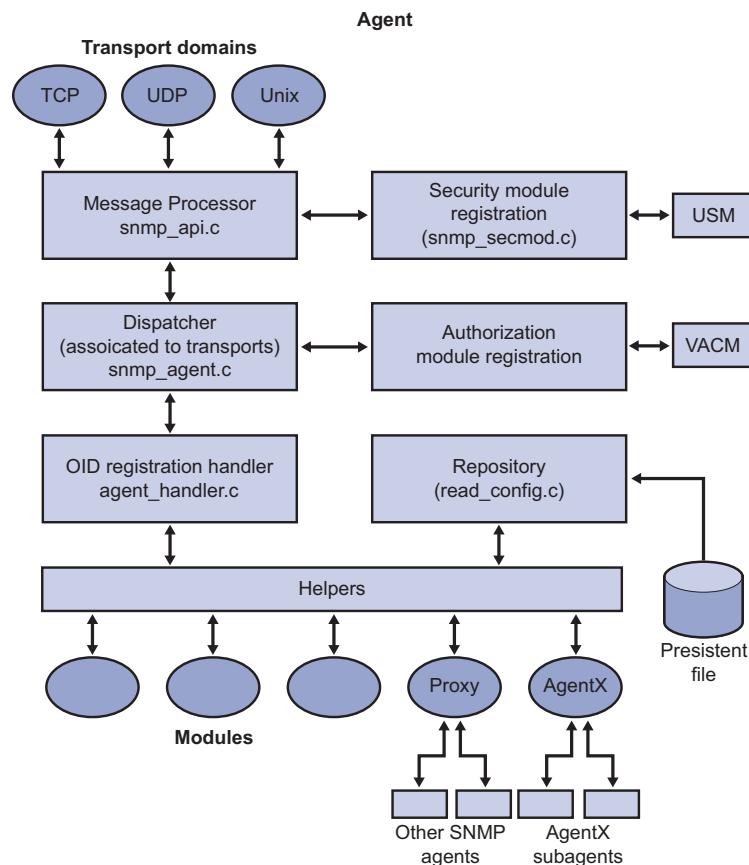 Agent
Transport domains
TCP
UDP
Unix
Message Processor
snmp_api.c
Security module
registration
(snmp_secmod.c)
USM
Dispatcher
(assoicated to transports)
snmp_agent.c
Authorization
module registration
VACM
OID registration handler
agent_handler.c
Repository
(read_config.c)
Helpers
Presistent
file
Proxy
AgentX
Modules
Other SNMP
agents
AgentX
subagents